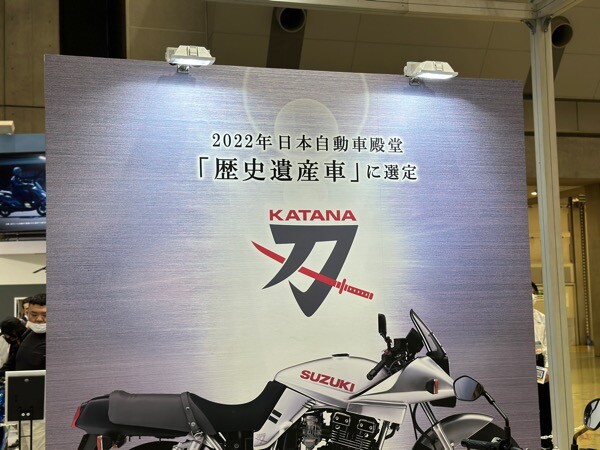 2022年日本自動車殿堂
「歴史遺産車」に選定
KATANA
刀
SUZUKI